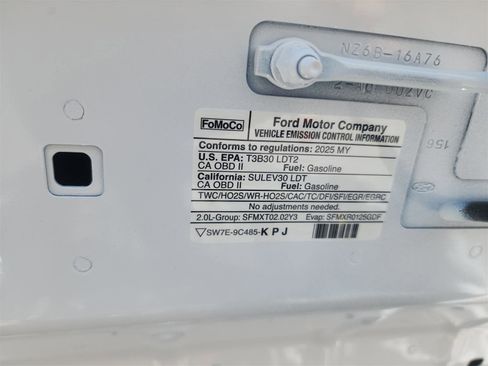 NZ6B-16A76
156
FoMoCo
Ford Motor Company
VEHICLE EMISSION CONTROL INFORMATION
Conforms to regulations: 2025 MY
U.S. EPA: T3B30 LDT2
CA OBD II Fuel: Gasoline
California: SULEV30 LDT
CA OBD II Fuel: Gasoline
TWC/HO2S/WR-HO2S/CAC/TC/DFI/SFI/EGR/EGRC
No adjustments needed.
2.0L-Group: SFMXT02.02Y3 Evap: SFMXR0125GDF
SW7E-9C485-KPJ